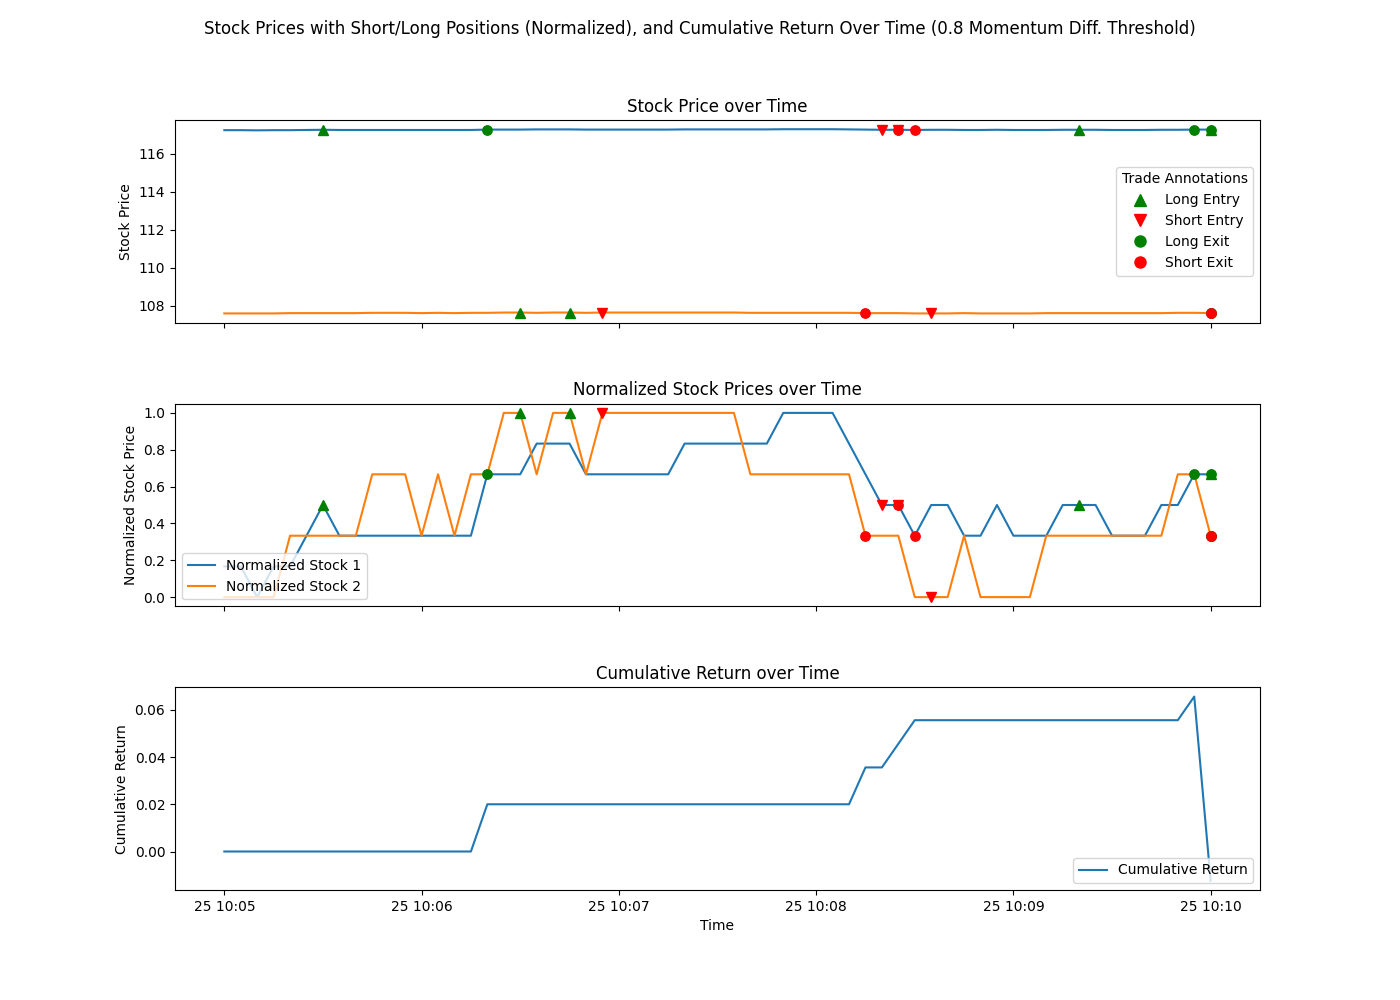 Stock Prices with Short/Long Positions (Normalized), and Cumulative Return Over Time (0.8 Momentum Diff. Threshold)
Stock Price over Time
Stock Price
116
114
112
110
108
Trade Annotations
Long Entry
Short Entry
Long Exit
Short Exit
Normalized Stock Prices over Time
Normalized Stock Price
1.0
0.8
0.6
0.4
0.2
0.0
Normalized Stock 1
Normalized Stock 2
Cumulative Return over Time
Cumulative Return
0.06
0.04
0.02
0.00
Cumulative Return
25 10:05
25 10:06
25 10:07
25 10:08
25 10:09
25 10:10
Time